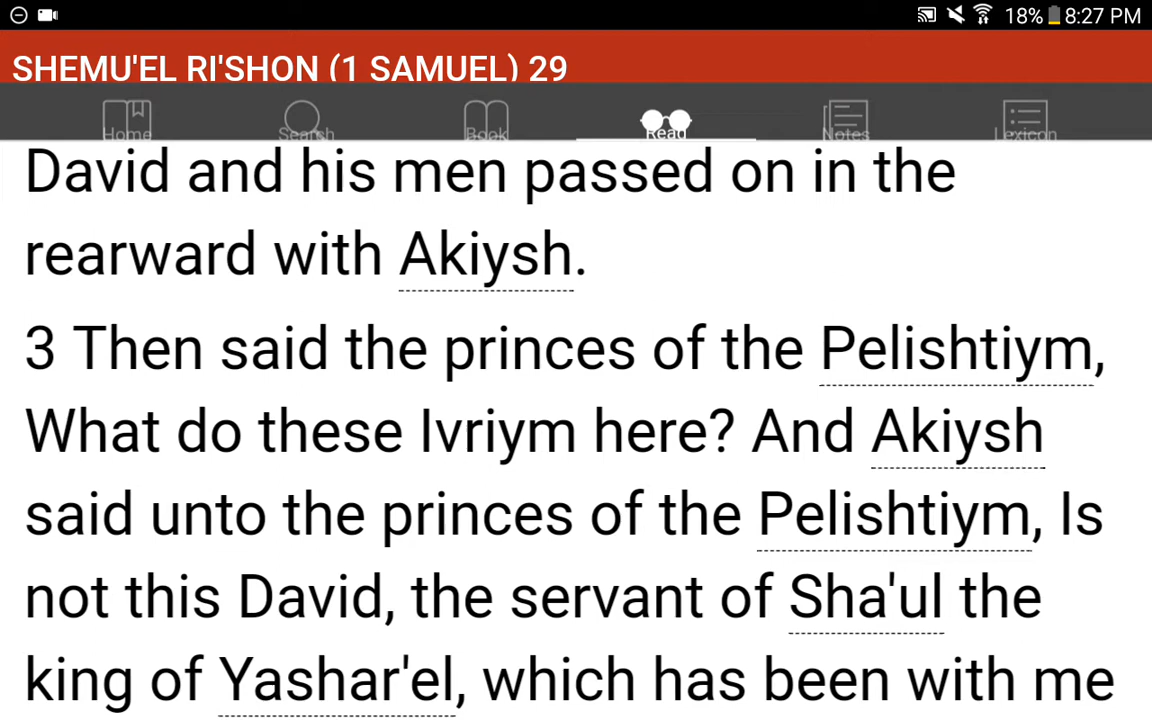 18% 8:27 PM
SHEMU'EL RI'SHON (1 SAMUEL) 29
Home Search Book Read Notes Lexicon
David and his men passed on in the
rearward with Akiysh.
3 Then said the princes of the Pelishtiym,
What do these Ivriym here? And Akiysh
said unto the princes of the Pelishtiym, Is
not this David, the servant of Sha'ul the
king of Yashar'el, which has been with me